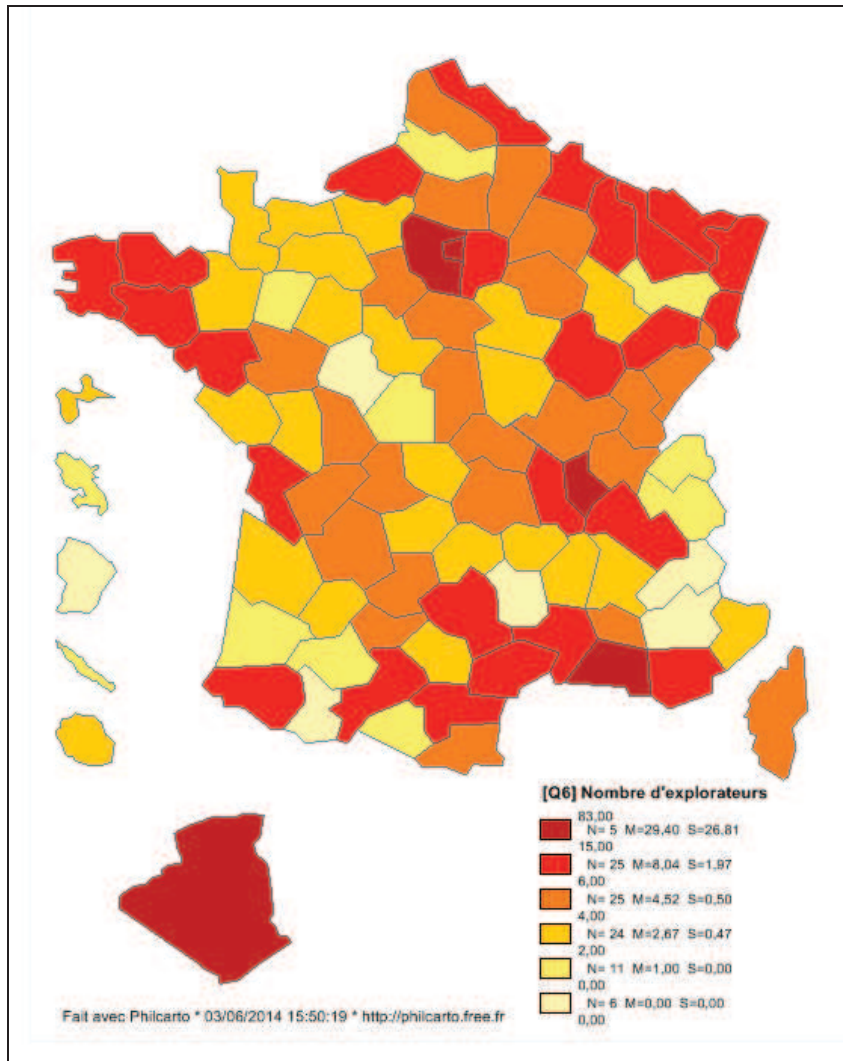 [Q6] Nombre d'explorateurs
83,00
N= 5 M=29,40 S=26,81
15,00
N= 25 M=8,04 S=1,97
6,00
N= 25 M=4,52 S=0,50
4,00
N= 24 M=2,67 S=0,47
2,00
N= 11 M=1,00 S=0,00
0,00
N= 6 M=0,00 S=0,00
0,00
Fait avec Philcarto * 03/06/2014 15:50:19 * http://philcarto.free.fr